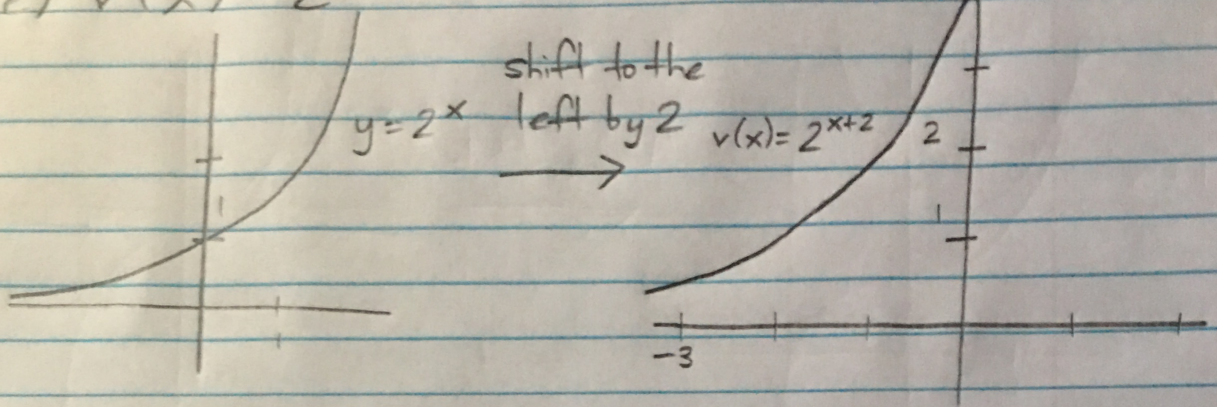 shift to the
left by 2
y = 2^x
1
v(x) = 2^{x+2}
2
1
-3